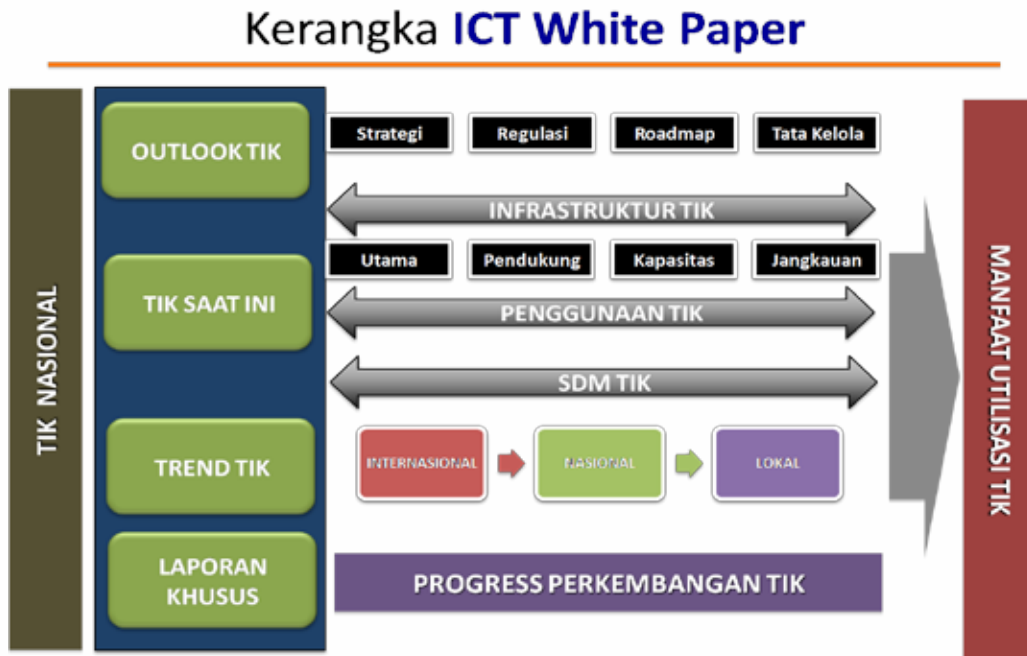 Kerangka ICT White Paper
TIK NASIONAL
OUTLOOK TIK
Strategi
Regulasi
Roadmap
Tata Kelola
INFRASTRUKTUR TIK
TIK SAAT INI
Utama
Pendukung
Kapasitas
Jangkauan
PENGGUNAAN TIK
SDM TIK
TREND TIK
INTERNASIONAL
NASIONAL
LOKAL
LAPORAN
KHUSUS
PROGRESS PERKEMBANGAN TIK
MANFAAT UTILISASI TIK